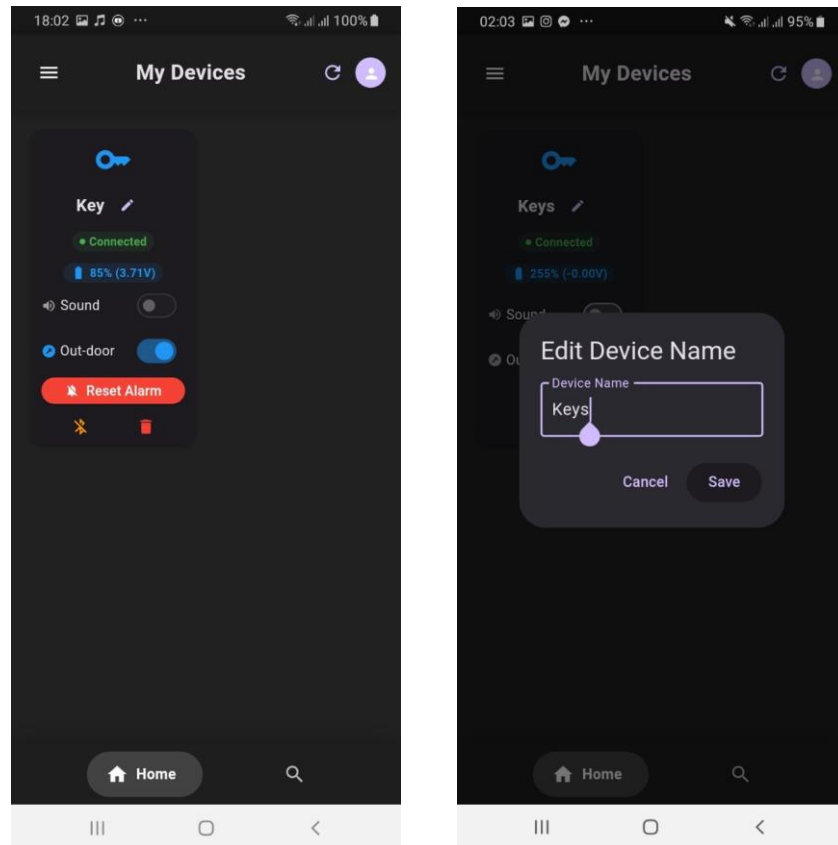 18:02 100%
My Devices
Key
Connected
85% (3.71V)
Sound
Out-door
Reset Alarm
Home
02:03 95%
My Devices
Keys
Connected
255% (-0.00V)
Sound
Ou
Edit Device Name
Device Name
Keys
Cancel Save
Home